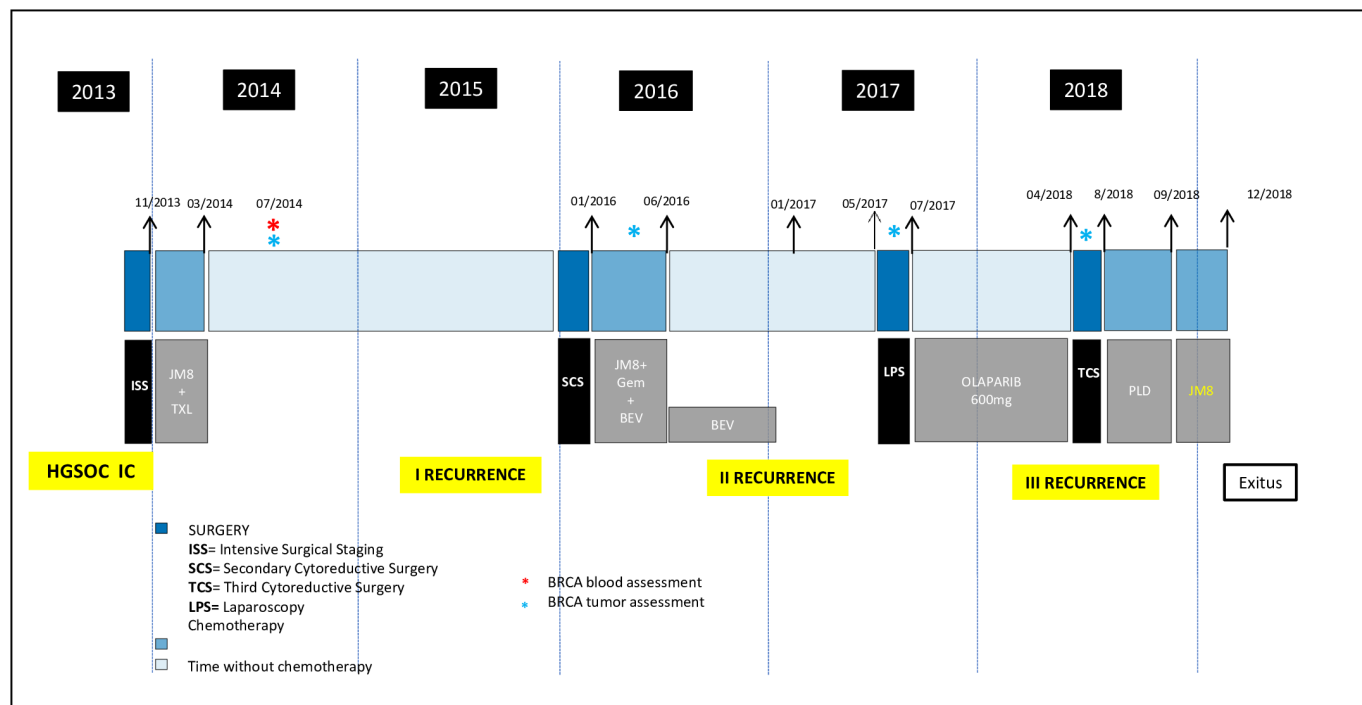 2013
2014
2015
2016
2017
2018
11/2013
03/2014
07/2014
01/2016
06/2016
01/2017
05/2017
07/2017
04/2018
8/2018
09/2018
12/2018
*
*
*
*
*
ISS
JM8
+
TXL
SCS
JM8+
Gem
+
BEV
BEV
LPS
OLAPARIB
600mg
TCS
PLD
JM8
HGSOC IC
I RECURRENCE
II RECURRENCE
III RECURRENCE
Exitus
SURGERY
ISS= Intensive Surgical Staging
SCS= Secondary Cytoreductive Surgery
TCS= Third Cytoreductive Surgery
LPS= Laparoscopy
Chemotherapy
Time without chemotherapy
* BRCA blood assessment
* BRCA tumor assessment